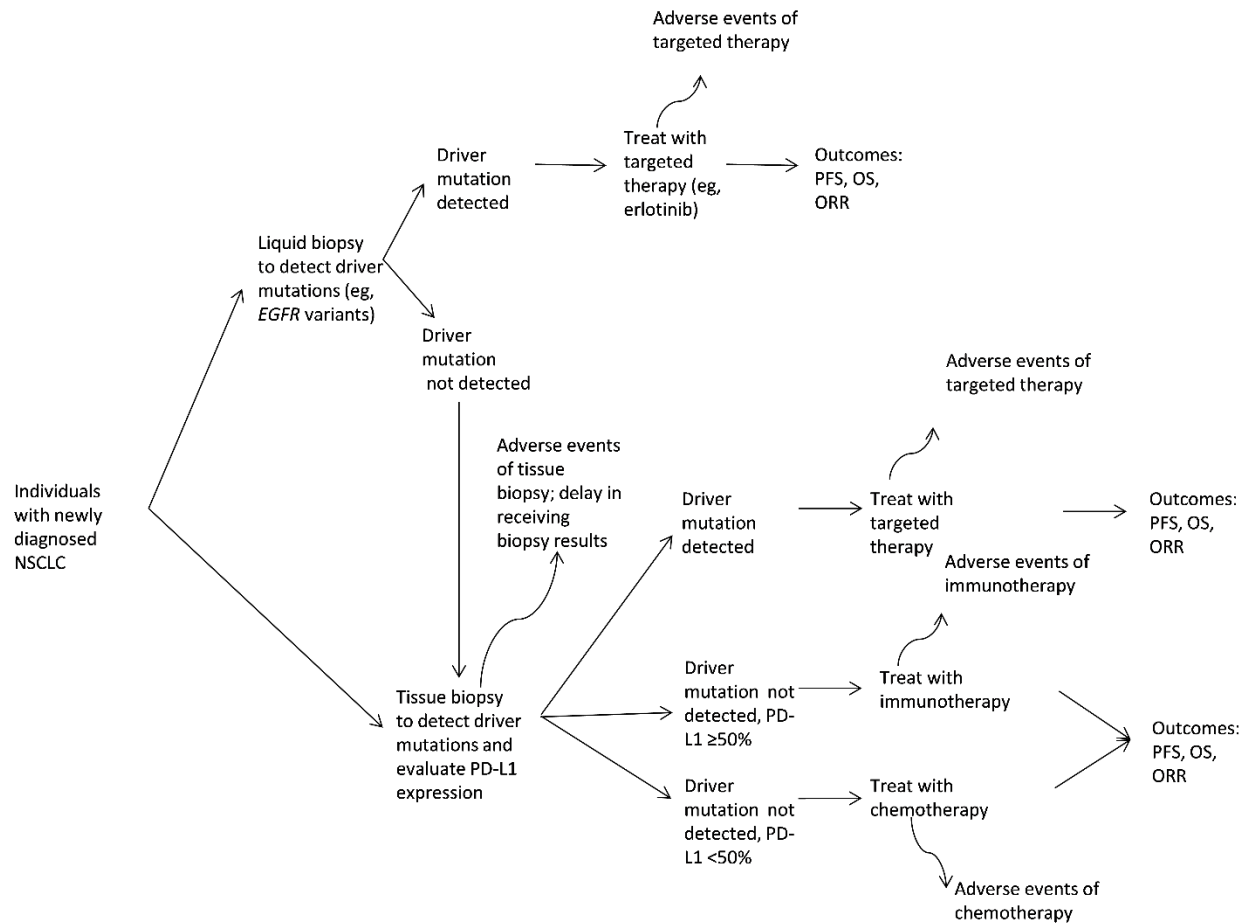 Adverse events of
targeted therapy
Driver
mutation
detected
Treat with
targeted
therapy (eg,
erlotinib)
Outcomes:
PFS, OS,
ORR
Liquid biopsy
to detect driver
mutations (eg,
EGFR variants)
Driver
mutation
not detected
Adverse events of
targeted therapy
Individuals
with newly
diagnosed
NSCLC
Adverse events
of tissue
biopsy; delay in
receiving
biopsy results
Driver
mutation
detected
Treat with
targeted
therapy
Outcomes:
PFS, OS,
ORR
Adverse events of
immunotherapy
Tissue biopsy
to detect driver
mutations and
evaluate PD-L1
expression
Driver
mutation not
detected, PD-
L1 ≥50%
Treat with
immunotherapy
Outcomes:
PFS, OS,
ORR
Driver
mutation not
detected, PD-
L1 <50%
Treat with
chemotherapy
Adverse events of
chemotherapy